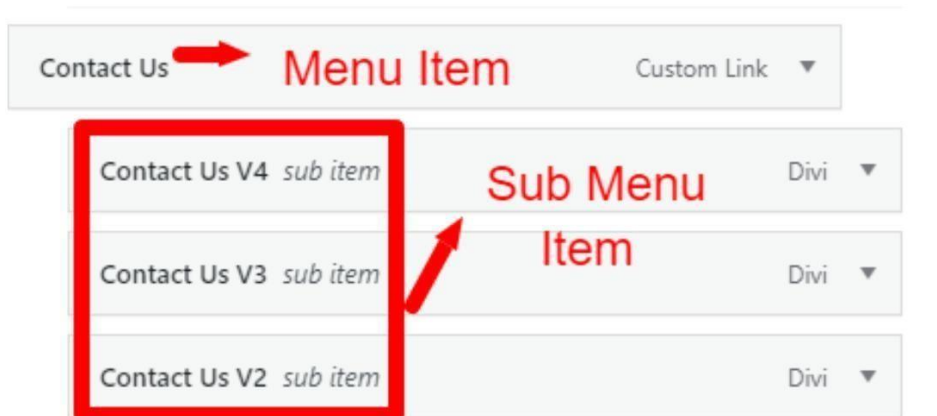 Contact Us Menu Item Custom Link
Contact Us V4 sub item Divi
Sub Menu
Item
Contact Us V3 sub item Divi
Contact Us V2 sub item Divi